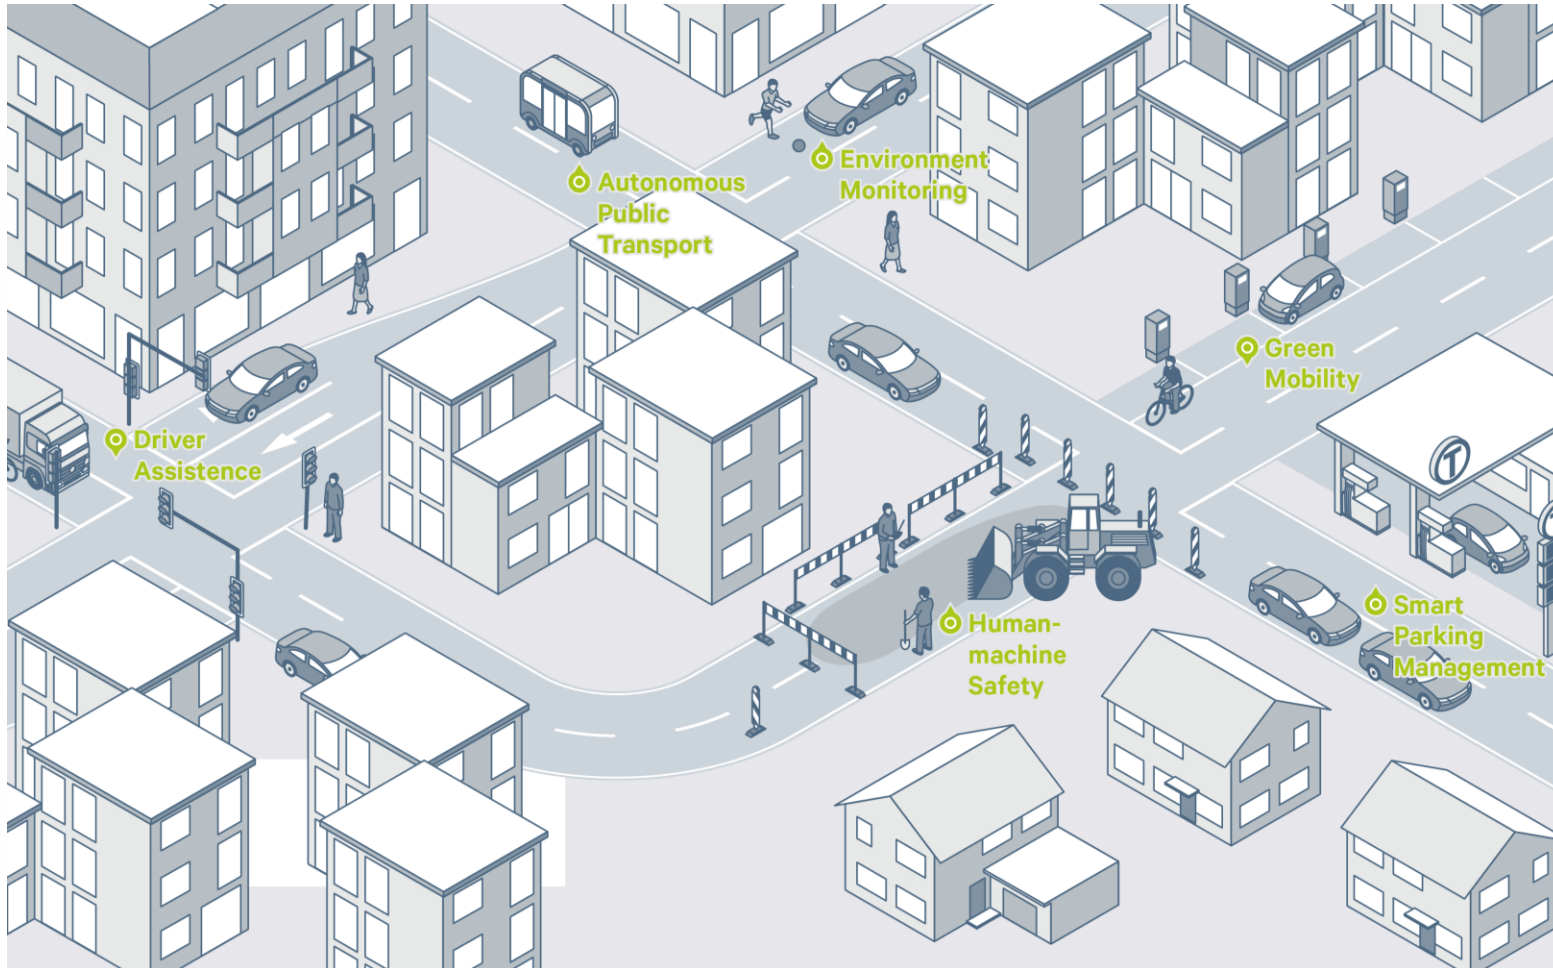 Environment
Monitoring
Autonomous
Public
Transport
Green
Mobility
Driver
Assistence
T
Smart
Parking
Management
Human-
machine
Safety